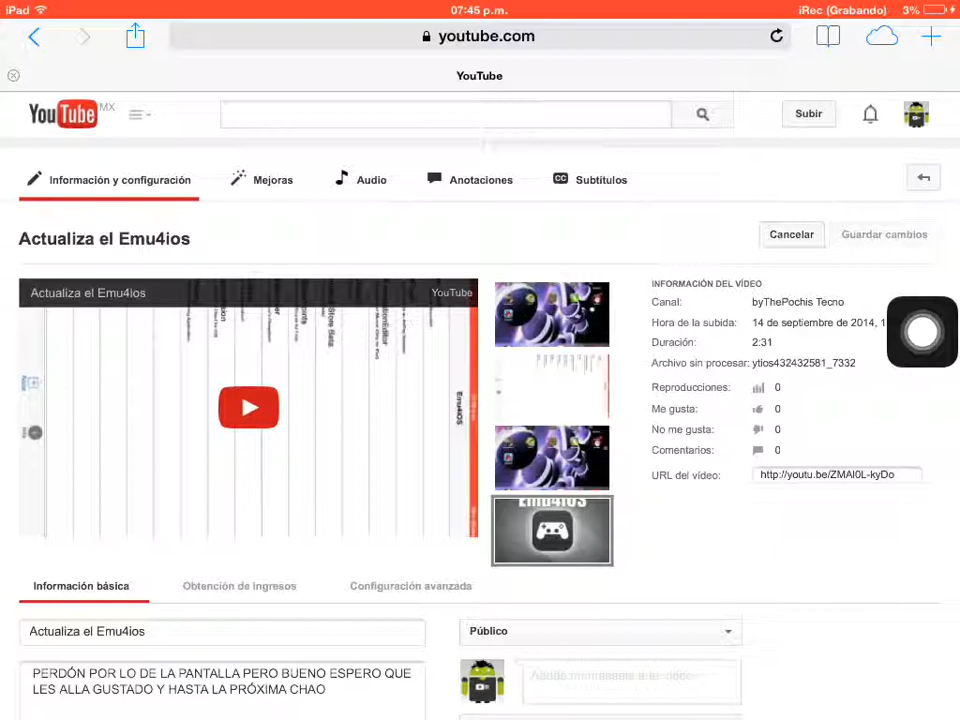 iPad 07:45 p.m. iRec (Grabando) 3%
youtube.com
YouTube
YouTube MX Subir
Información y configuración Mejoras Audio Anotaciones CC Subtítulos
Actualiza el Emu4ios Cancelar Guardar cambios
Actualiza el Emu4ios YouTube
Emu4IOS
EMU4IOS
INFORMACIÓN DEL VÍDEO
Canal: byThePochis Tecno
Hora de la subida: 14 de septiembre de 2014, 1
Duración: 2:31
Archivo sin procesar: ytios432432581_7332
Reproducciones: 0
Me gusta: 0
No me gusta: 0
Comentarios: 0
URL del vídeo: http://youtu.be/ZMAI0L-kyDo
Información básica Obtención de ingresos Configuración avanzada
Actualiza el Emu4ios Público
PERDÓN POR LO DE LA PANTALLA PERO BUENO ESPERO QUE
LES ALLA GUSTADO Y HASTA LA PRÓXIMA CHAO